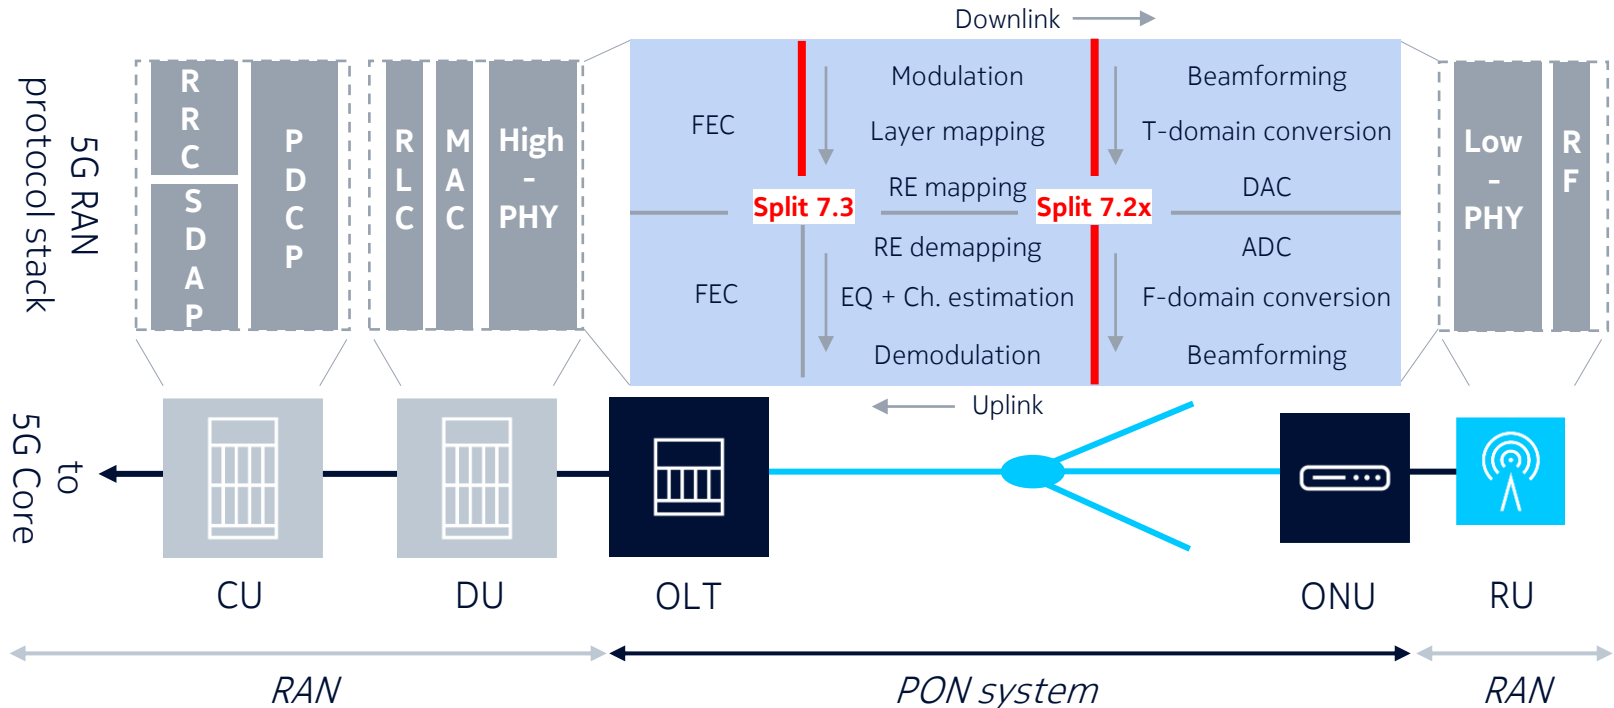 Downlink
5G RAN
protocol stack
RRC
SDAP
PDCP
RLC
MAC
High
-
PHY
FEC
Modulation
Layer mapping
RE mapping
Beamforming
T-domain conversion
DAC
Split 7.3
Split 7.2x
FEC
RE demapping
EQ + Ch. estimation
Demodulation
ADC
F-domain conversion
Beamforming
Low
-
PHY
RF
Uplink
to
5G Core
CU
DU
OLT
ONU
RU
RAN
PON system
RAN